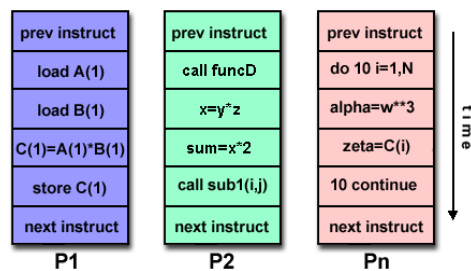 prev instruct
load A(1)
load B(1)
C(1)=A(1)*B(1)
store C(1)
next instruct
P1
prev instruct
call funcD
x=y*z
sum=x*2
call sub1(i,j)
next instruct
P2
prev instruct
do 10 i=1,N
alpha=w**3
zeta=C(i)
10 continue
next instruct
Pn
time